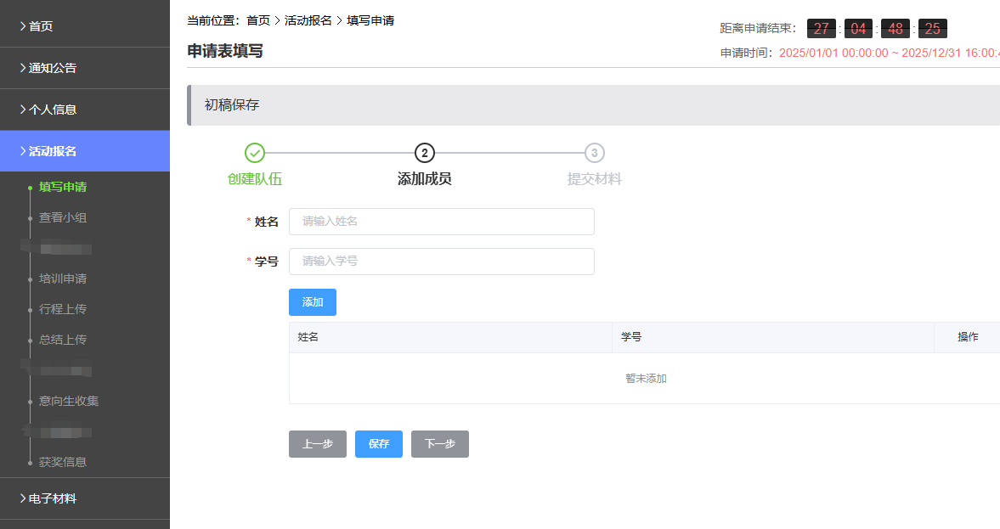 首页
通知公告
个人信息
活动报名
填写申请
查看小组
培训申请
行程上传
总结上传
意向生收集
获奖信息
电子材料
当前位置：首页 > 活动报名 > 填写申请
申请表填写
距离申请结束： 27 : 04 : 48 : 25
申请时间：2025/01/01 00:00:00 ~ 2025/12/31 16:00:
初稿保存
2 3
创建队伍 添加成员 提交材料
* 姓名 请输入姓名
* 学号 请输入学号
添加
姓名 学号 操作
暂未添加
上一步 保存 下一步